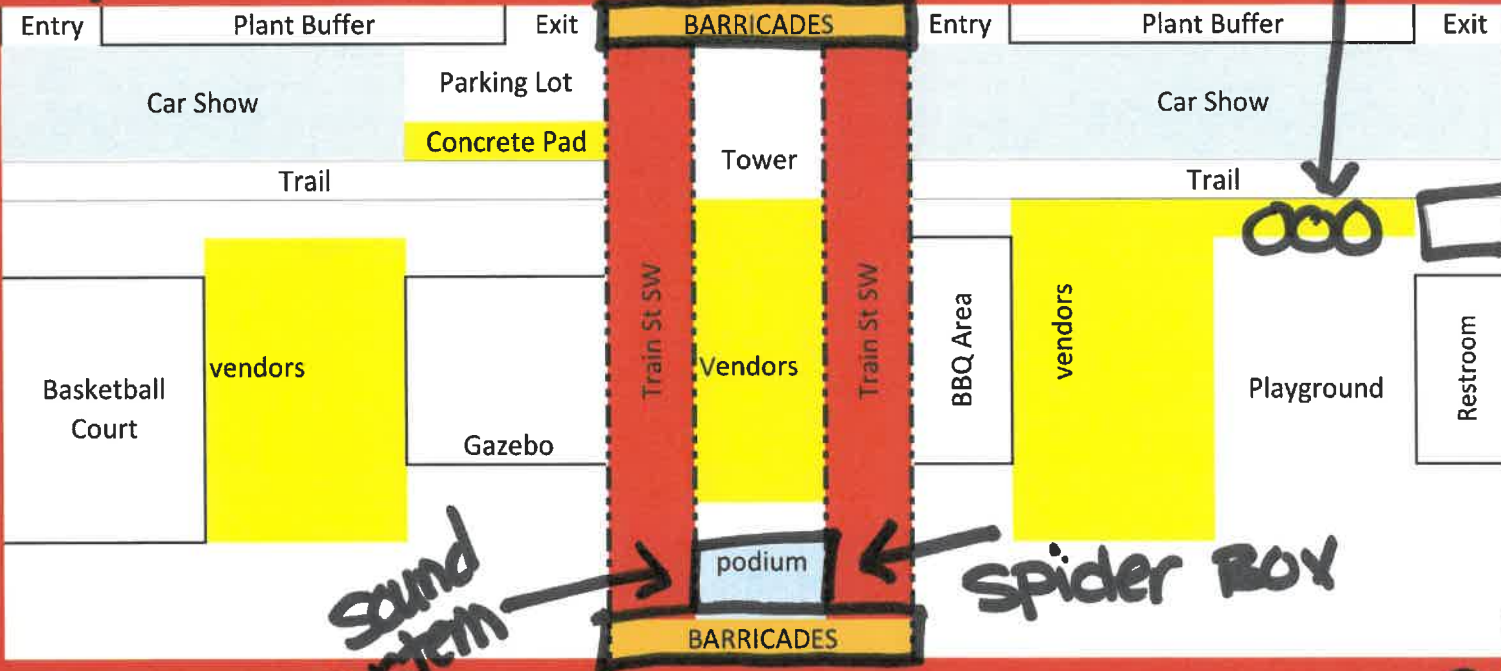 Entry
Plant Buffer
Exit
BARRICADES
Entry
Plant Buffer
Exit
Car Show
Parking Lot
Concrete Pad
Tower
Car Show
Trail
Trail
Basketball
Court
vendors
Gazebo
Train St SW
Vendors
Train St SW
BBQ Area
vendors
Playground
Restroom
sound
podium
spider BOX
BARRICADES